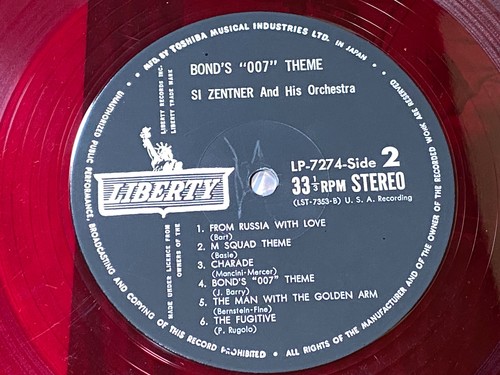 MFD. BY TOSHIBA MUSICAL INDUSTRIES LTD. IN JAPAN
BOND'S "007" THEME
SI ZENTNER And His Orchestra
LIBERTY RECORDS INC.
LIBERTY TRADE MARK
LIBERTY
LP-7274-Side 2
33 1/3 RPM STEREO
(LST-7353-B) U. S. A. Recording
MADE UNDER LICENCE FROM
OWNERS OF THE
1. FROM RUSSIA WITH LOVE
(Bart)
2. M SQUAD THEME
(Basie)
3. CHARADE
(Mancini-Mercer)
4. BOND'S "007" THEME
(J. Barry)
5. THE MAN WITH THE GOLDEN ARM
(Bernstein-Fine)
6. THE FUGITIVE
(P. Rugolo)
ALL RIGHTS OF THE MANUFACTURER AND OF THE OWNER OF THE RECORDED WORK ARE RESERVED
UNAUTHORIZED PUBLIC PERFORMANCE, BROADCASTING AND COPYING OF THIS RECORD PROHIBITED